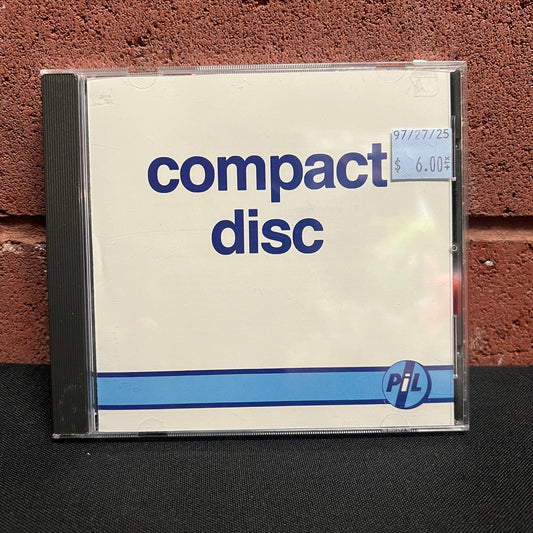 97/27/25
$ 6.00
compact
disc
PiL